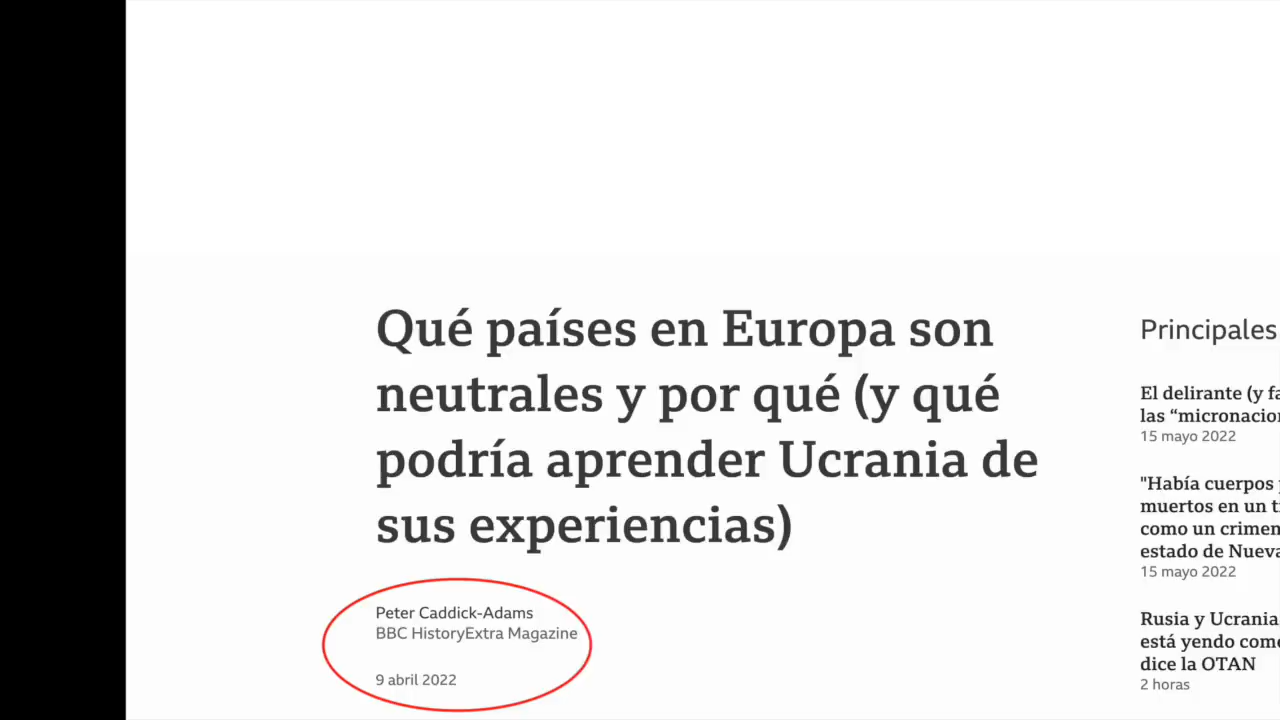 Qué países en Europa son
neutrales y por qué (y qué
podría aprender Ucrania de
sus experiencias)
Peter Caddick-Adams
BBC HistoryExtra Magazine
9 abril 2022
Principales
El delirante (y
las “micronacio
15 mayo 2022
"Había cuerpos
muertos en un
como un crimen
estado de Nueva
15 mayo 2022
Rusia y Ucrania
está yendo como
dice la OTAN
2 horas